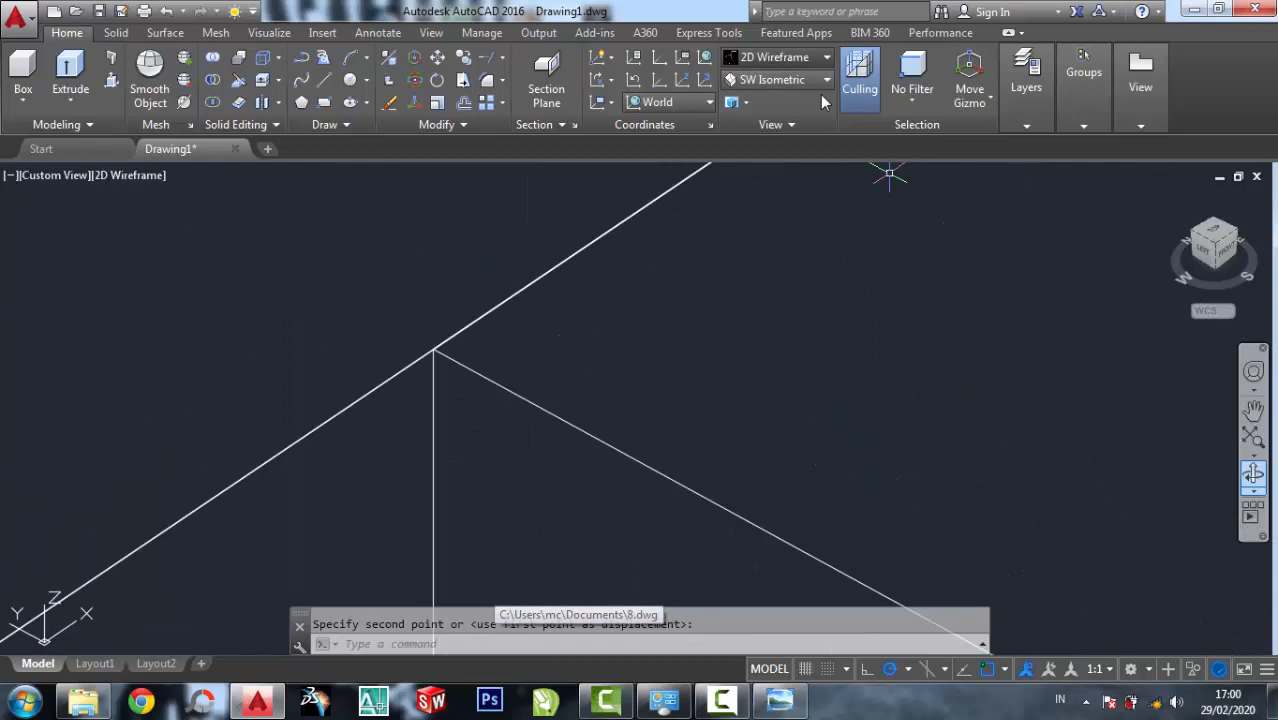 Autodesk AutoCAD 2016 Drawing1.dwg
Type a keyword or phrase
Sign In
Home Solid Surface Mesh Visualize Insert Annotate View Manage Output Add-ins A360 Express Tools Featured Apps BIM 360 Performance
Box
Extrude
Smooth
Object
Section
Plane
World
2D Wireframe
SW Isometric
Culling
No Filter
Move
Gizmo
Layers
Groups
View
Modeling
Mesh
Solid Editing
Draw
Modify
Section
Coordinates
View
Selection
Start
Drawing1*
[−][Custom View][2D Wireframe]
N
LEFT
FRONT
W
S
WCS
Z
Y
X
C:\Users\mc\Documents\8.dwg
Specify second point or <use first point as displacement>:
Type a command
Model Layout1 Layout2
MODEL
1:1
Ps
SW
IN
17:00
29/02/2020